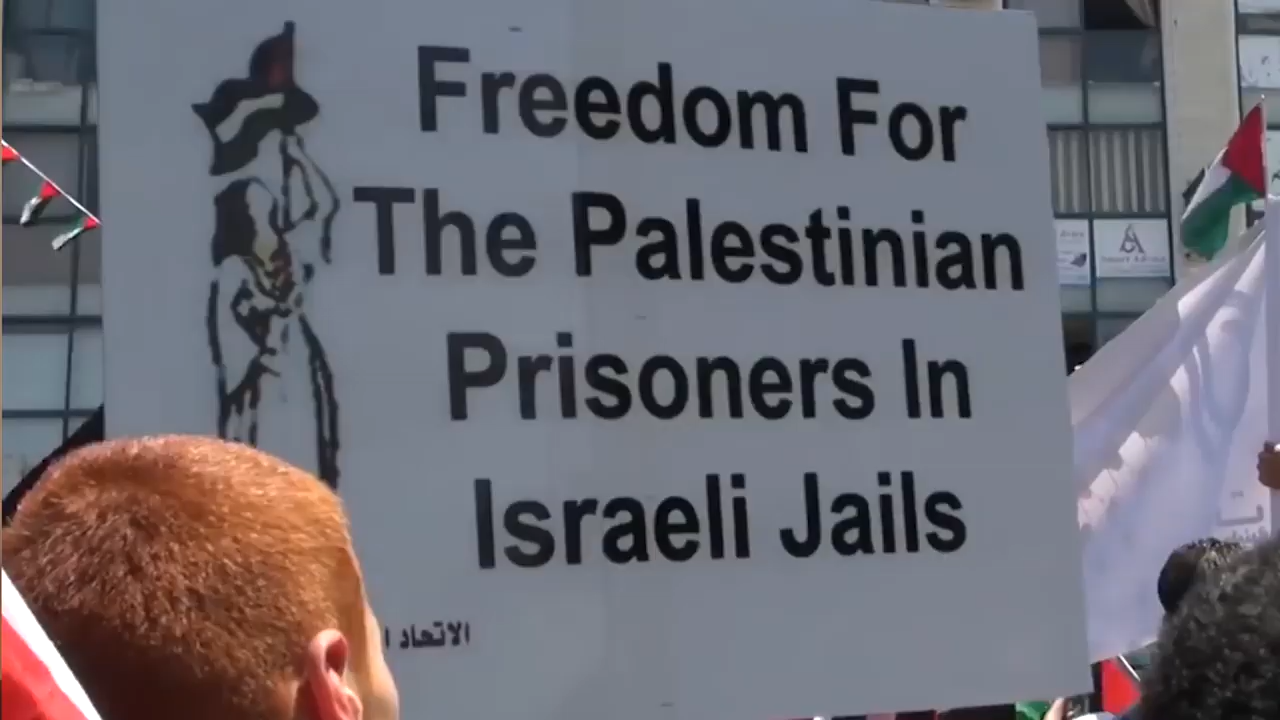 Freedom For
The Palestinian
Prisoners In
Israeli Jails
الاتحاد